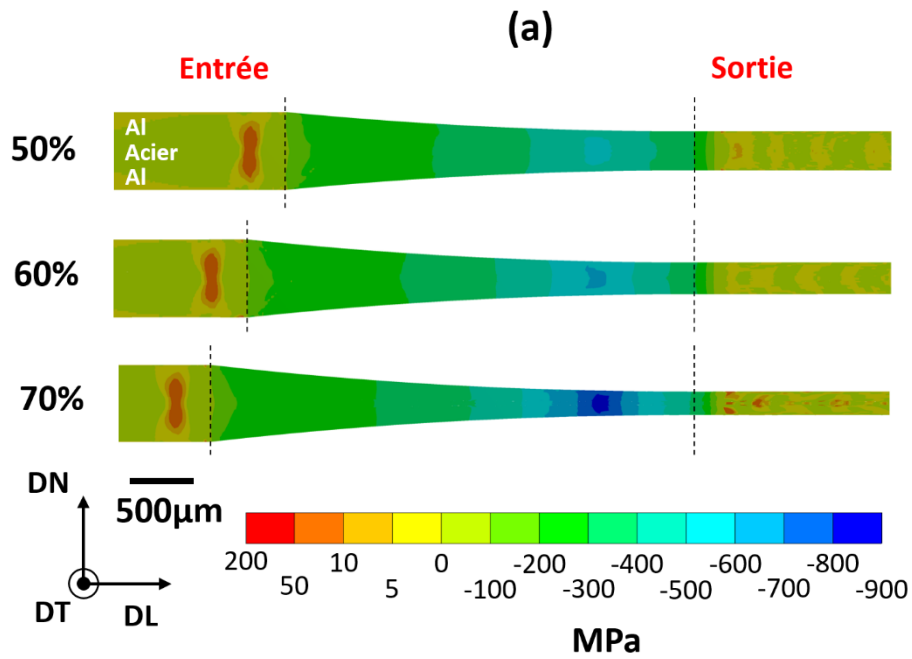 (a)
Entrée Sortie
50%
Al
Acier
Al
60%
70%
DN
500µm
DT DL
200 10 0 -200 -400 -600 -800
50 5 -100 -300 -500 -700 -900
MPa